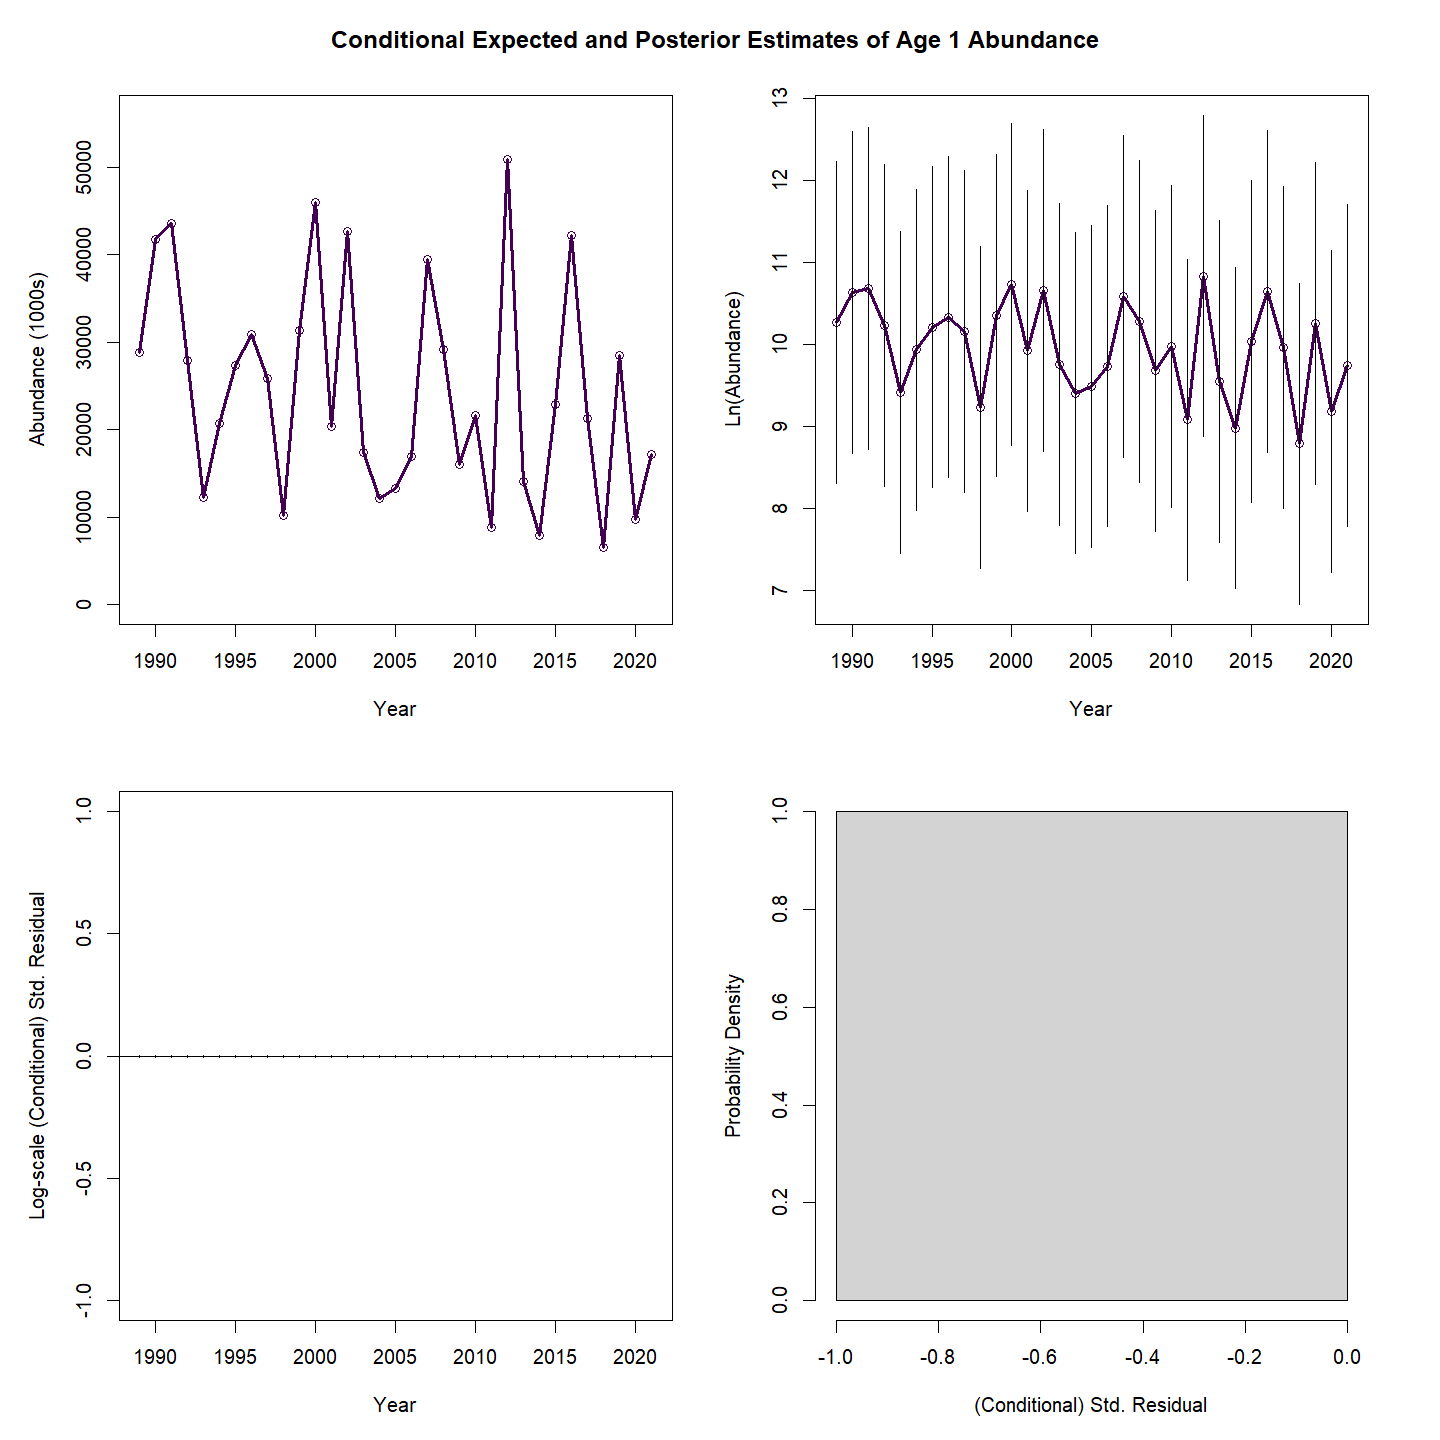 Conditional Expected and Posterior Estimates of Age 1 Abundance
Abundance (1000s)
50000
40000
30000
20000
10000
0
1990 1995 2000 2005 2010 2015 2020
Year
Ln(Abundance)
13
12
11
10
9
8
7
1990 1995 2000 2005 2010 2015 2020
Year
Log-scale (Conditional) Std. Residual
1.0
0.5
0.0
-0.5
-1.0
1990 1995 2000 2005 2010 2015 2020
Year
Probability Density
1.0
0.8
0.6
0.4
0.2
0.0
-1.0 -0.8 -0.6 -0.4 -0.2 0.0
(Conditional) Std. Residual